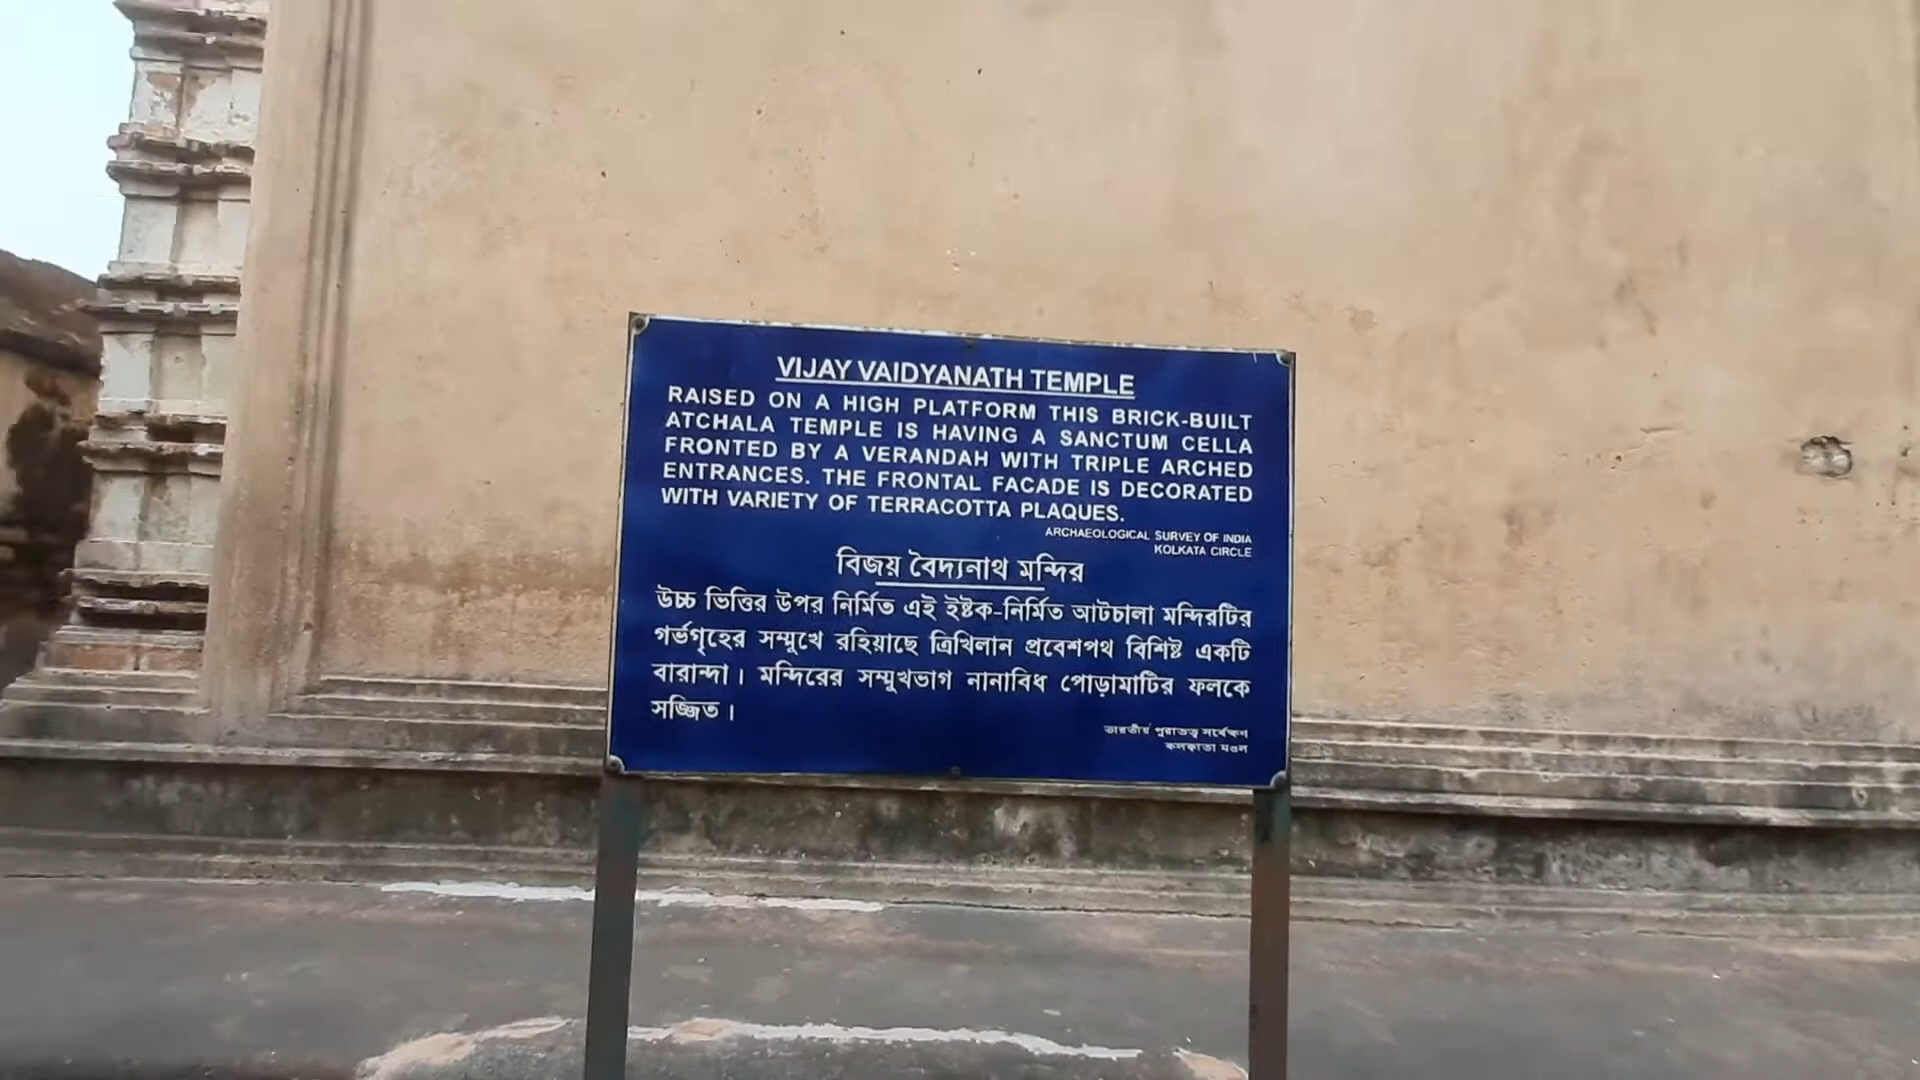 VIJAY VAIDYANATH TEMPLE
RAISED ON A HIGH PLATFORM THIS BRICK-BUILT
ATCHALA TEMPLE IS HAVING A SANCTUM CELLA
FRONTED BY A VERANDAH WITH TRIPLE ARCHED
ENTRANCES. THE FRONTAL FACADE IS DECORATED
WITH VARIETY OF TERRACOTTA PLAQUES.
ARCHAEOLOGICAL SURVEY OF INDIA
KOLKATA CIRCLE
বিজয় বৈদ্যনাথ মন্দির
উচ্চ ভিত্তির উপর নির্মিত এই ইষ্টক-নির্মিত আটচালা মন্দিরটির
গর্ভগৃহের সম্মুখে রহিয়াছে ত্রিখিলান প্রবেশপথ বিশিষ্ট একটি
বারান্দা। মন্দিরের সম্মুখভাগ নানাবিধ পোড়ামাটির ফলকে
সজ্জিত।
ভারতীয় পুরাতত্ত্ব সর্বেক্ষণ
কলকাতা মণ্ডল